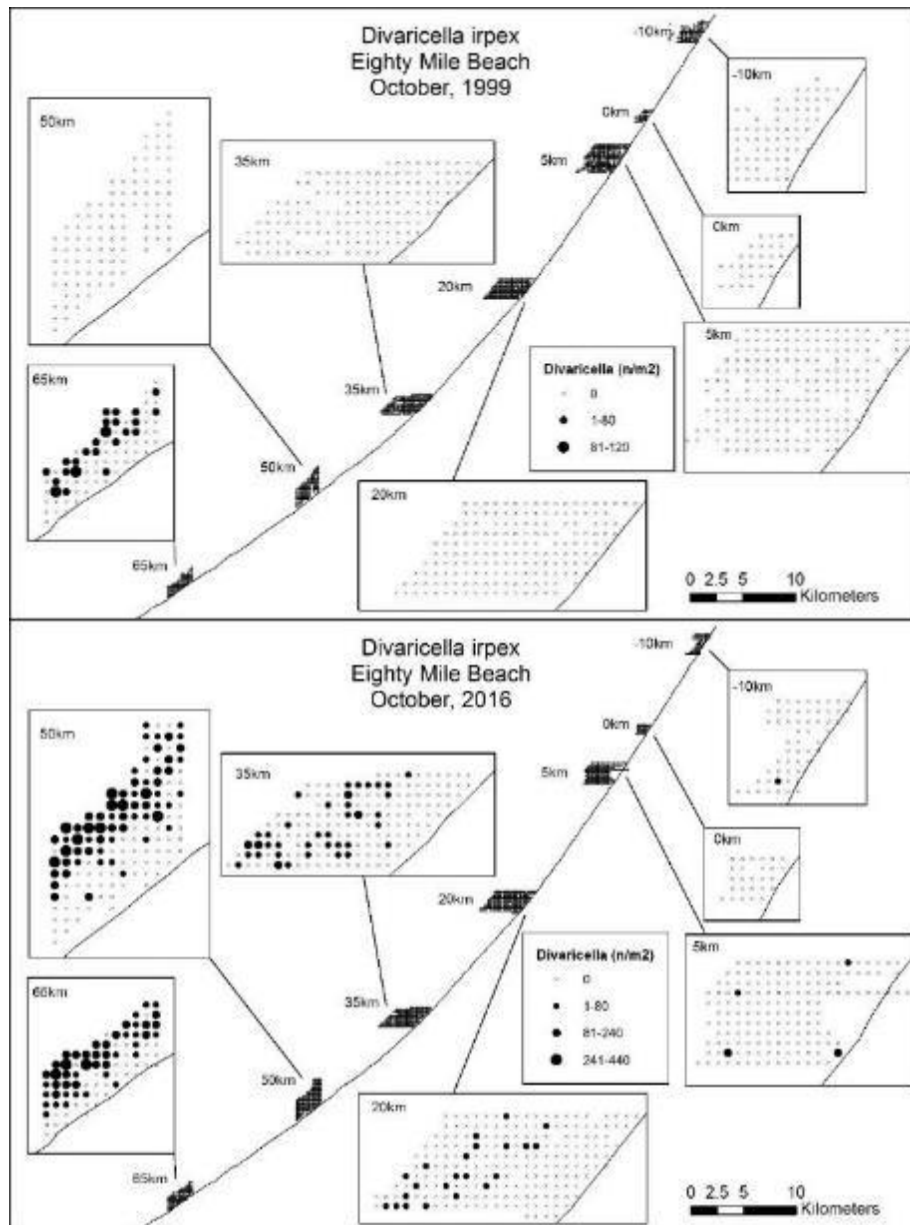 Divaricella irpex
Eighty Mile Beach
October, 1999
-10km
-10km
50km
0km
35km
5km
0km
20km
5km
Divaricella (n/m2)
0
1-80
81-120
65km
35km
50km
20km
65km
0 2.5 5 10
Kilometers
Divaricella irpex
Eighty Mile Beach
October, 2016
-10km
-10km
50km
0km
35km
5km
0km
20km
5km
Divaricella (n/m2)
0
1-80
81-240
241-440
65km
35km
50km
20km
65km
0 2.5 5 10
Kilometers